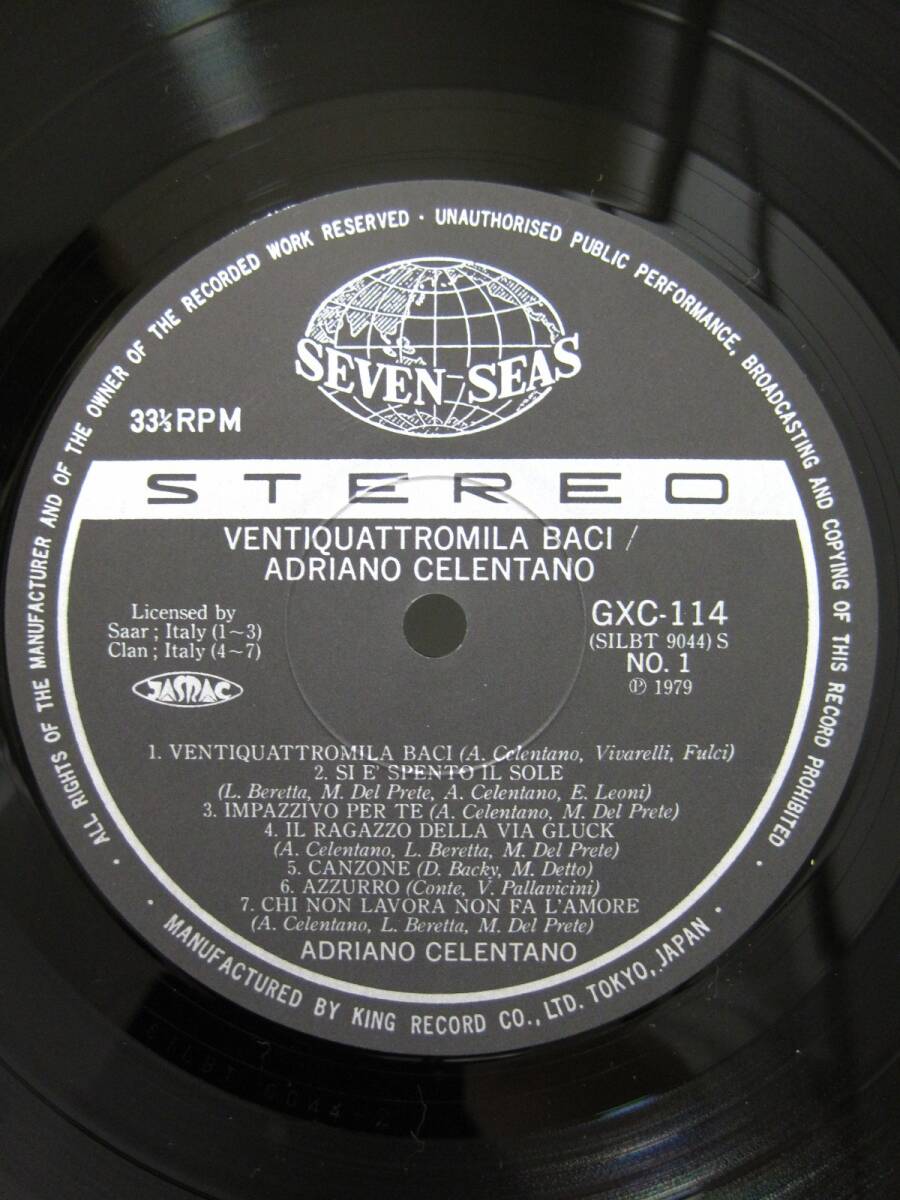 ALL RIGHTS OF THE MANUFACTURER AND OF THE OWNER OF THE RECORDED WORK RESERVED · UNAUTHORISED PUBLIC PERFORMANCE, BROADCASTING AND COPYING OF THIS RECORD PROHIBITED ·
SEVEN SEAS
33⅓ RPM
STEREO
VENTIQUATTROMILA BACI /
ADRIANO CELENTANO
Licensed by
Saar ; Italy (1~3)
Clan ; Italy (4~7)
JASRAC
GXC-114
(SILBT 9044) S
NO. 1
Ⓟ 1979
1. VENTIQUATTROMILA BACI (A. Celentano, Vivarelli, Fulci)
2. SI E' SPENTO IL SOLE
(L. Beretta, M. Del Prete, A. Celentano, E. Leoni)
3. IMPAZZIVO PER TE (A. Celentano, M. Del Prete)
4. IL RAGAZZO DELLA VIA GLUCK
(A. Celentano, L. Beretta, M. Del Prete)
5. CANZONE (D. Backy, M. Detto)
6. AZZURRO (Conte, V. Pallavicini)
7. CHI NON LAVORA NON FA L'AMORE
(A. Celentano, L. Beretta, M. Del Prete)
ADRIANO CELENTANO
· MANUFACTURED BY KING RECORD CO., LTD. TOKYO, JAPAN ·